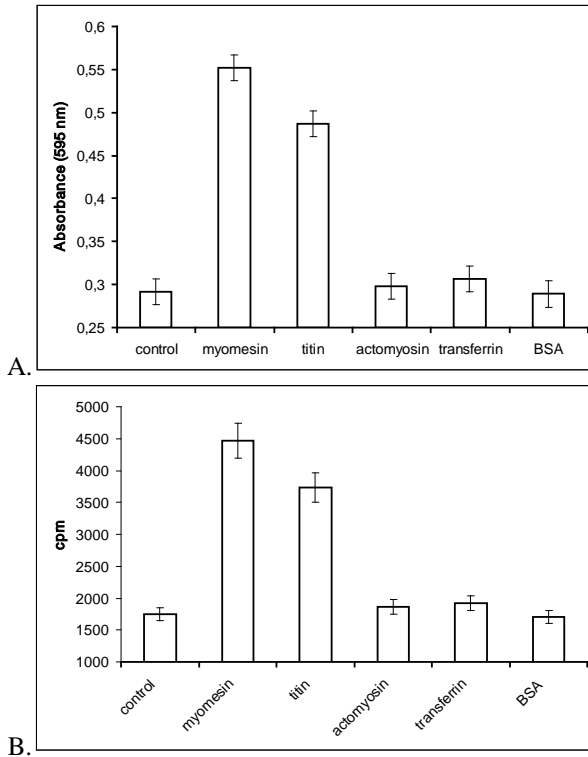 0,6
0,55
0,5
0,45
0,4
0,35
0,3
0,25
Absorbance (595 nm)
control myomesin titin actomyosin transferrin BSA
A.
5000
4500
4000
3500
3000
2500
2000
1500
1000
cpm
control myomesin titin actomyosin transferrin BSA
B.